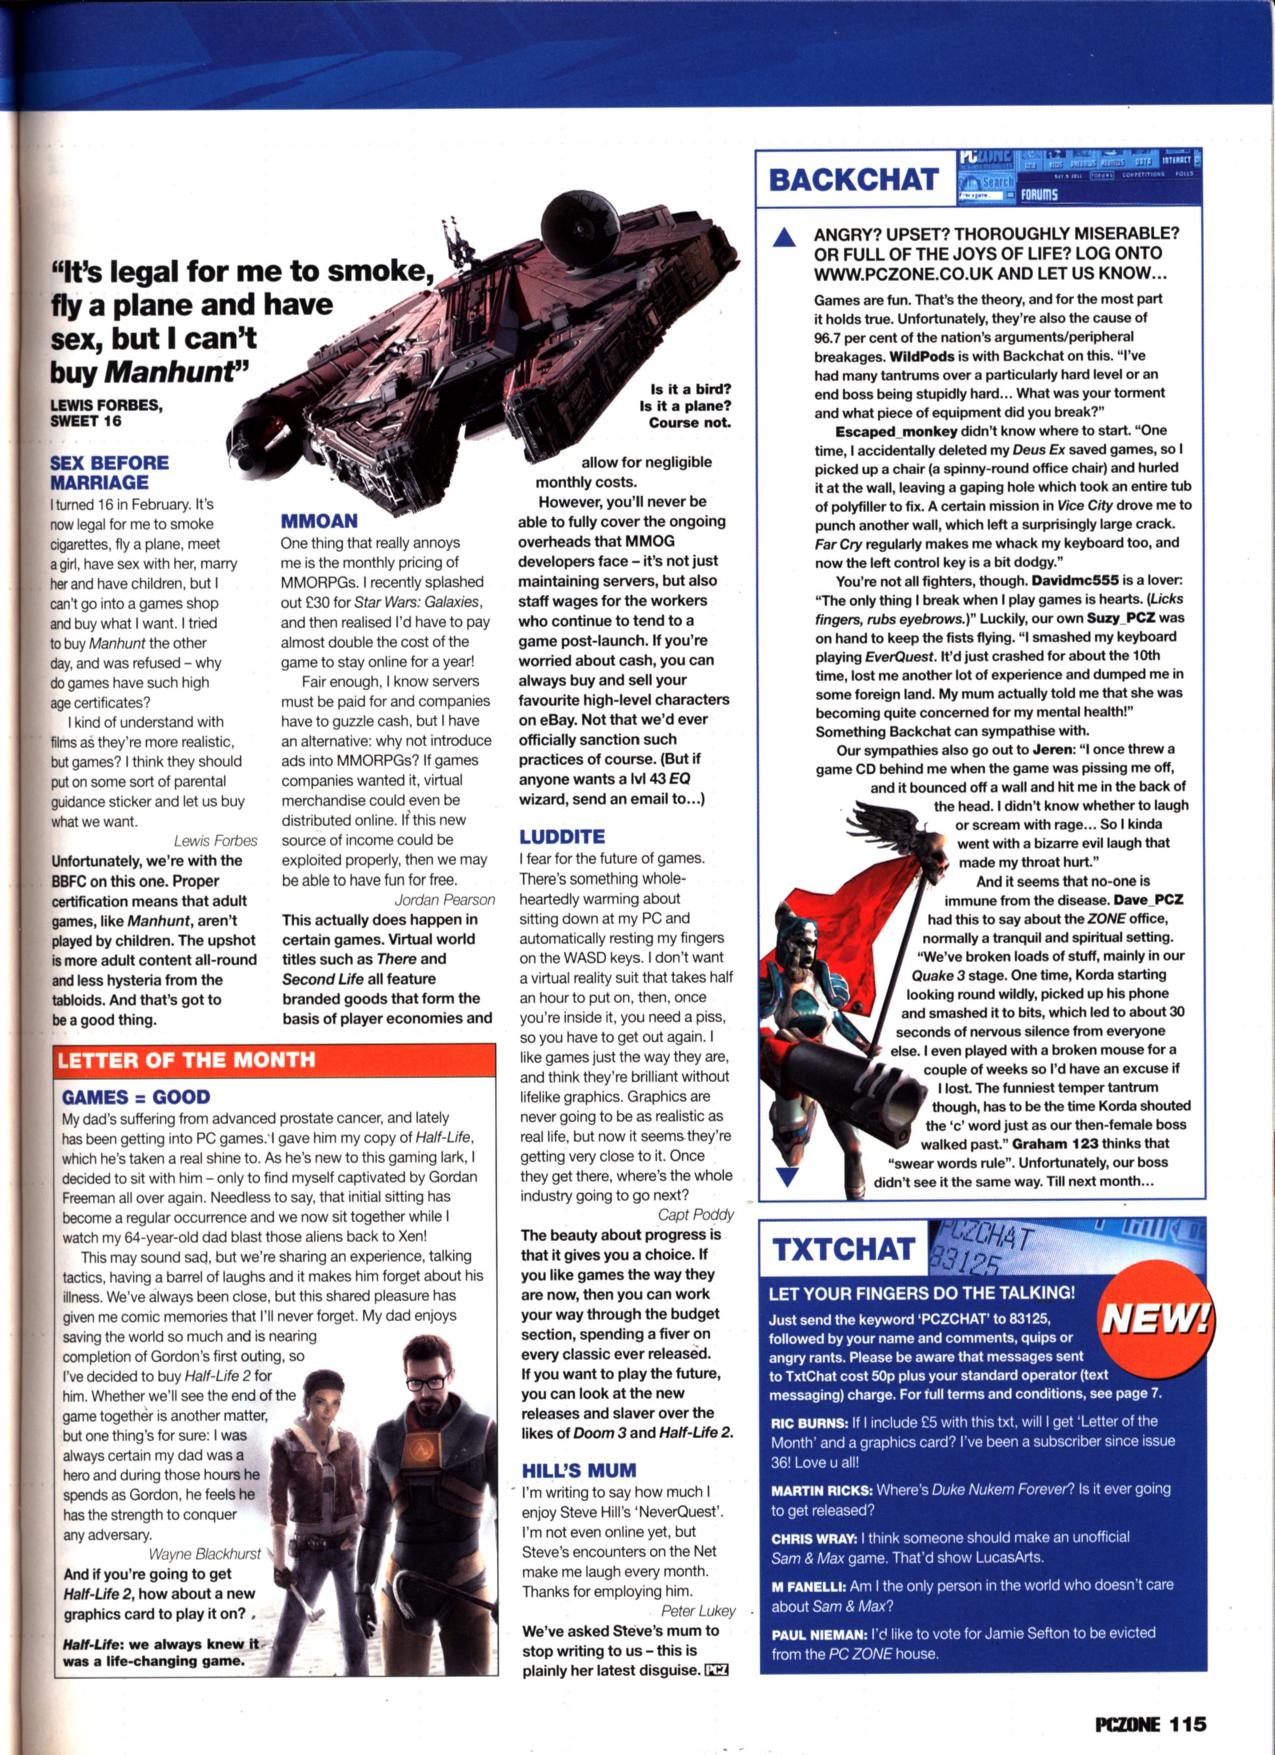 "It's legal for me to smoke,
fly a plane and have
sex, but I can't
buy Manhunt"
LEWIS FORBES,
SWEET 16
Is it a bird?
Is it a plane?
Course not.
SEX BEFORE
MARRIAGE
I turned 16 in February. It's
now legal for me to smoke
cigarettes, fly a plane, meet
a girl, have sex with her, marry
her and have children, but I
can't go into a games shop
and buy what I want. I tried
to buy Manhunt the other
day, and was refused – why
do games have such high
age certificates?
I kind of understand with
films as they're more realistic,
but games? I think they should
put on some sort of parental
guidance sticker and let us buy
what we want.
Lewis Forbes
Unfortunately, we're with the
BBFC on this one. Proper
certification means that adult
games, like Manhunt, aren't
played by children. The upshot
is more adult content all-round
and less hysteria from the
tabloids. And that's got to
be a good thing.
MMOAN
One thing that really annoys
me is the monthly pricing of
MMORPGs. I recently splashed
out £30 for Star Wars: Galaxies,
and then realised I'd have to pay
almost double the cost of the
game to stay online for a year!
Fair enough, I know servers
must be paid for and companies
have to guzzle cash, but I have
an alternative: why not introduce
ads into MMORPGs? If games
companies wanted it, virtual
merchandise could even be
distributed online. If this new
source of income could be
exploited properly, then we may
be able to have fun for free.
Jordan Pearson
This actually does happen in
certain games. Virtual world
titles such as There and
Second Life all feature
branded goods that form the
basis of player economies and
allow for negligible
monthly costs.
However, you'll never be
able to fully cover the ongoing
overheads that MMOG
developers face – it's not just
maintaining servers, but also
staff wages for the workers
who continue to tend to a
game post-launch. If you're
worried about cash, you can
always buy and sell your
favourite high-level characters
on eBay. Not that we'd ever
officially sanction such
practices of course. (But if
anyone wants a lvl 43 EQ
wizard, send an email to...)
LUDDITE
I fear for the future of games.
There's something whole-
heartedly warming about
sitting down at my PC and
automatically resting my fingers
on the WASD keys. I don't want
a virtual reality suit that takes half
an hour to put on, then, once
you're inside it, you need a piss,
so you have to get out again. I
like games just the way they are,
and think they're brilliant without
lifelike graphics. Graphics are
never going to be as realistic as
real life, but now it seems they're
getting very close to it. Once
they get there, where's the whole
industry going to go next?
Capt Poddy
The beauty about progress is
that it gives you a choice. If
you like games the way they
are now, then you can work
your way through the budget
section, spending a fiver on
every classic ever released.
If you want to play the future,
you can look at the new
releases and slaver over the
likes of Doom 3 and Half-Life 2.
HILL'S MUM
I'm writing to say how much I
enjoy Steve Hill's 'NeverQuest'.
I'm not even online yet, but
Steve's encounters on the Net
make me laugh every month.
Thanks for employing him.
Peter Lukey
We've asked Steve's mum to
stop writing to us – this is
plainly her latest disguise. PCZ
LETTER OF THE MONTH
GAMES = GOOD
My dad's suffering from advanced prostate cancer, and lately
has been getting into PC games. I gave him my copy of Half-Life,
which he's taken a real shine to. As he's new to this gaming lark, I
decided to sit with him – only to find myself captivated by Gordan
Freeman all over again. Needless to say, that initial sitting has
become a regular occurrence and we now sit together while I
watch my 64-year-old dad blast those aliens back to Xen!
This may sound sad, but we're sharing an experience, talking
tactics, having a barrel of laughs and it makes him forget about his
illness. We've always been close, but this shared pleasure has
given me comic memories that I'll never forget. My dad enjoys
saving the world so much and is nearing
completion of Gordon's first outing, so
I've decided to buy Half-Life 2 for
him. Whether we'll see the end of the
game together is another matter,
but one thing's for sure: I was
always certain my dad was a
hero and during those hours he
spends as Gordon, he feels he
has the strength to conquer
any adversary.
Wayne Blackhurst
And if you're going to get
Half-Life 2, how about a new
graphics card to play it on?
Half-Life: we always knew it
was a life-changing game.
BACKCHAT
PCZONE
Search
INTERACT
BUY & SELL FORUMS COMPETITIONS POLLS
FORUMS
ANGRY? UPSET? THOROUGHLY MISERABLE?
OR FULL OF THE JOYS OF LIFE? LOG ONTO
WWW.PCZONE.CO.UK AND LET US KNOW...
Games are fun. That's the theory, and for the most part
it holds true. Unfortunately, they're also the cause of
96.7 per cent of the nation's arguments/peripheral
breakages. WildPods is with Backchat on this. "I've
had many tantrums over a particularly hard level or an
end boss being stupidly hard... What was your torment
and what piece of equipment did you break?"
Escaped_monkey didn't know where to start. "One
time, I accidentally deleted my Deus Ex saved games, so I
picked up a chair (a spinny-round office chair) and hurled
it at the wall, leaving a gaping hole which took an entire tub
of polyfiller to fix. A certain mission in Vice City drove me to
punch another wall, which left a surprisingly large crack.
Far Cry regularly makes me whack my keyboard too, and
now the left control key is a bit dodgy."
You're not all fighters, though. Davidmc555 is a lover:
"The only thing I break when I play games is hearts. (Licks
fingers, rubs eyebrows.)" Luckily, our own Suzy_PCZ was
on hand to keep the fists flying. "I smashed my keyboard
playing EverQuest. It'd just crashed for about the 10th
time, lost me another lot of experience and dumped me in
some foreign land. My mum actually told me that she was
becoming quite concerned for my mental health!"
Something Backchat can sympathise with.
Our sympathies also go out to Jeren: "I once threw a
game CD behind me when the game was pissing me off,
and it bounced off a wall and hit me in the back of
the head. I didn't know whether to laugh
or scream with rage... So I kinda
went with a bizarre evil laugh that
made my throat hurt."
And it seems that no-one is
immune from the disease. Dave_PCZ
had this to say about the ZONE office,
normally a tranquil and spiritual setting.
"We've broken loads of stuff, mainly in our
Quake 3 stage. One time, Korda starting
looking round wildly, picked up his phone
and smashed it to bits, which led to about 30
seconds of nervous silence from everyone
else. I even played with a broken mouse for a
couple of weeks so I'd have an excuse if
I lost. The funniest temper tantrum
though, has to be the time Korda shouted
the 'c' word just as our then-female boss
walked past." Graham 123 thinks that
"swear words rule". Unfortunately, our boss
didn't see it the same way. Till next month...
TXTCHAT
PCZCHAT
83125
NEW!
LET YOUR FINGERS DO THE TALKING!
Just send the keyword 'PCZCHAT' to 83125,
followed by your name and comments, quips or
angry rants. Please be aware that messages sent
to TxtChat cost 50p plus your standard operator (text
messaging) charge. For full terms and conditions, see page 7.
RIC BURNS: If I include £5 with this txt, will I get 'Letter of the
Month' and a graphics card? I've been a subscriber since issue
36! Love u all!
MARTIN RICKS: Where's Duke Nukem Forever? Is it ever going
to get released?
CHRIS WRAY: I think someone should make an unofficial
Sam & Max game. That'd show LucasArts.
M FANELLI: Am I the only person in the world who doesn't care
about Sam & Max?
PAUL NIEMAN: I'd like to vote for Jamie Sefton to be evicted
from the PC ZONE house.
PCZONE 115